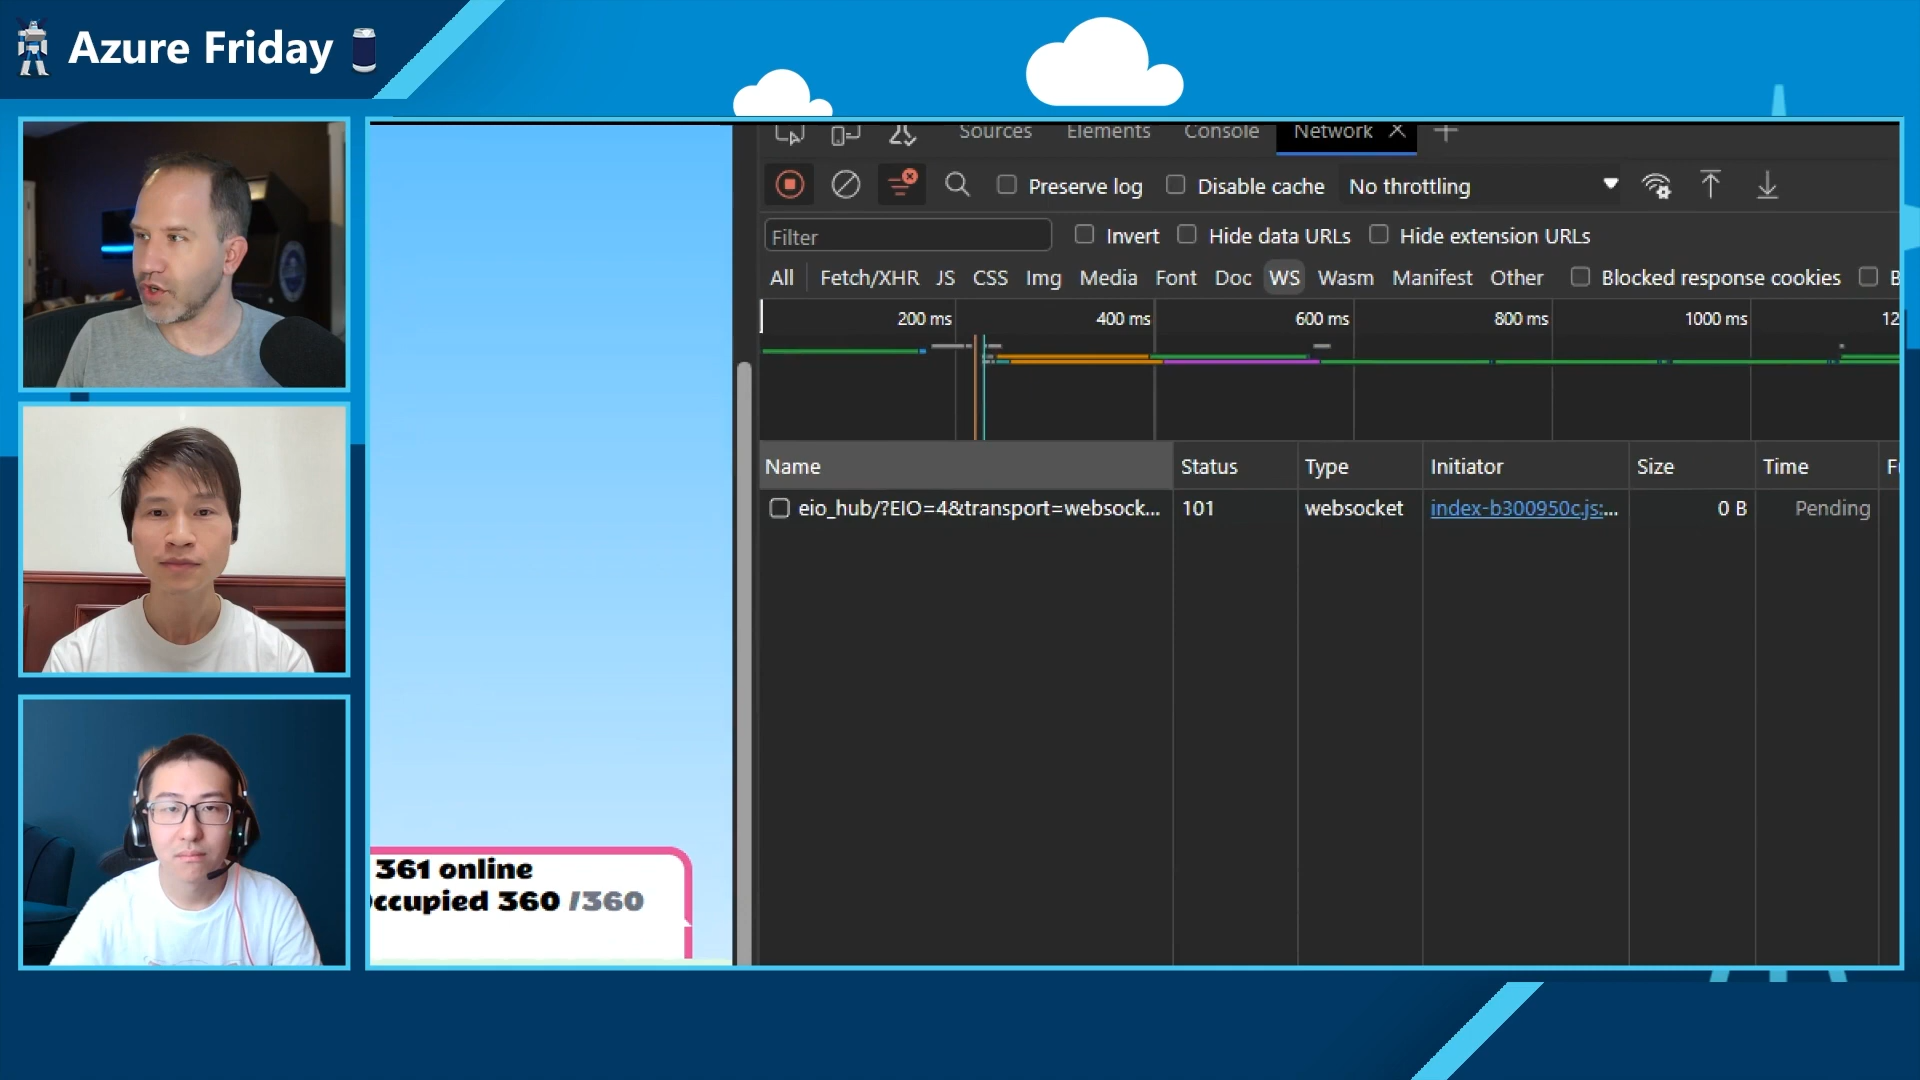 Azure Friday
Sources Elements Console Network
Preserve log Disable cache No throttling
Filter Invert Hide data URLs Hide extension URLs
All Fetch/XHR JS CSS Img Media Font Doc WS Wasm Manifest Other Blocked response cookies B
200 ms 400 ms 600 ms 800 ms 1000 ms 12
Name Status Type Initiator Size Time F
eio_hub/?EIO=4&transport=websock... 101 websocket index-b300950c.js:... 0 B Pending
361 online
ccupied 360 /360